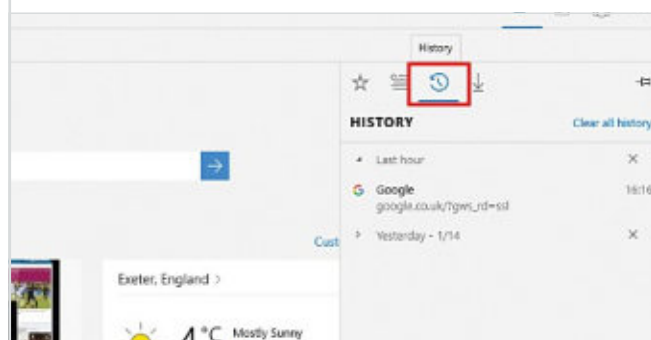 History
HISTORY
Clear all history
Last hour
Google
16:16
google.co.uk/?gws_rd=ssl
Cust
Yesterday - 1/14
Exeter, England
4°C
Mostly Sunny